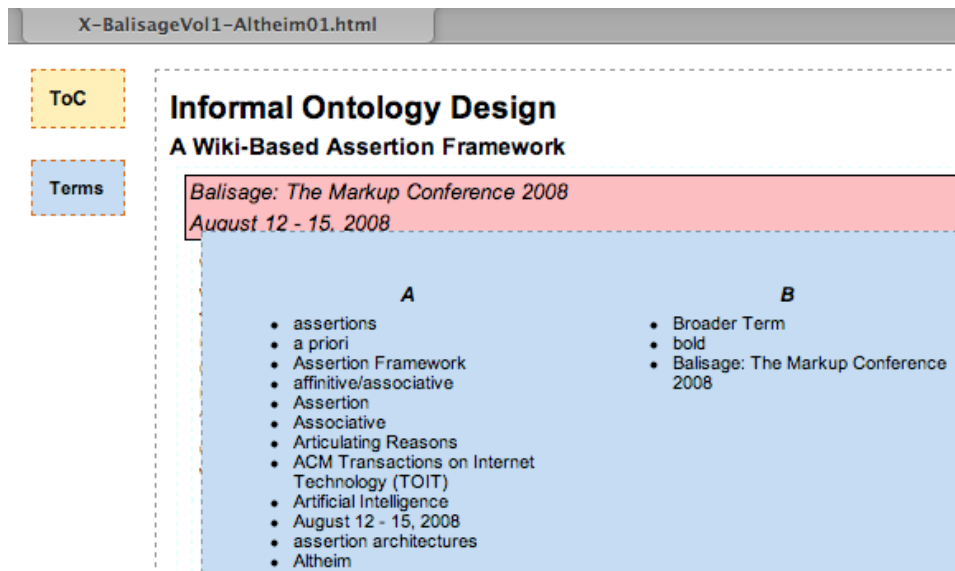 X-BalisageVol1-Altheim01.html
ToC
Terms
Informal Ontology Design
A Wiki-Based Assertion Framework
Balisage: The Markup Conference 2008
August 12 - 15, 2008
A
• assertions
• a priori
• Assertion Framework
• affinitive/associative
• Assertion
• Associative
• Articulating Reasons
• ACM Transactions on Internet
Technology (TOIT)
• Artificial Intelligence
• August 12 - 15, 2008
• assertion architectures
• Altheim
B
• Broader Term
• bold
• Balisage: The Markup Conference
2008